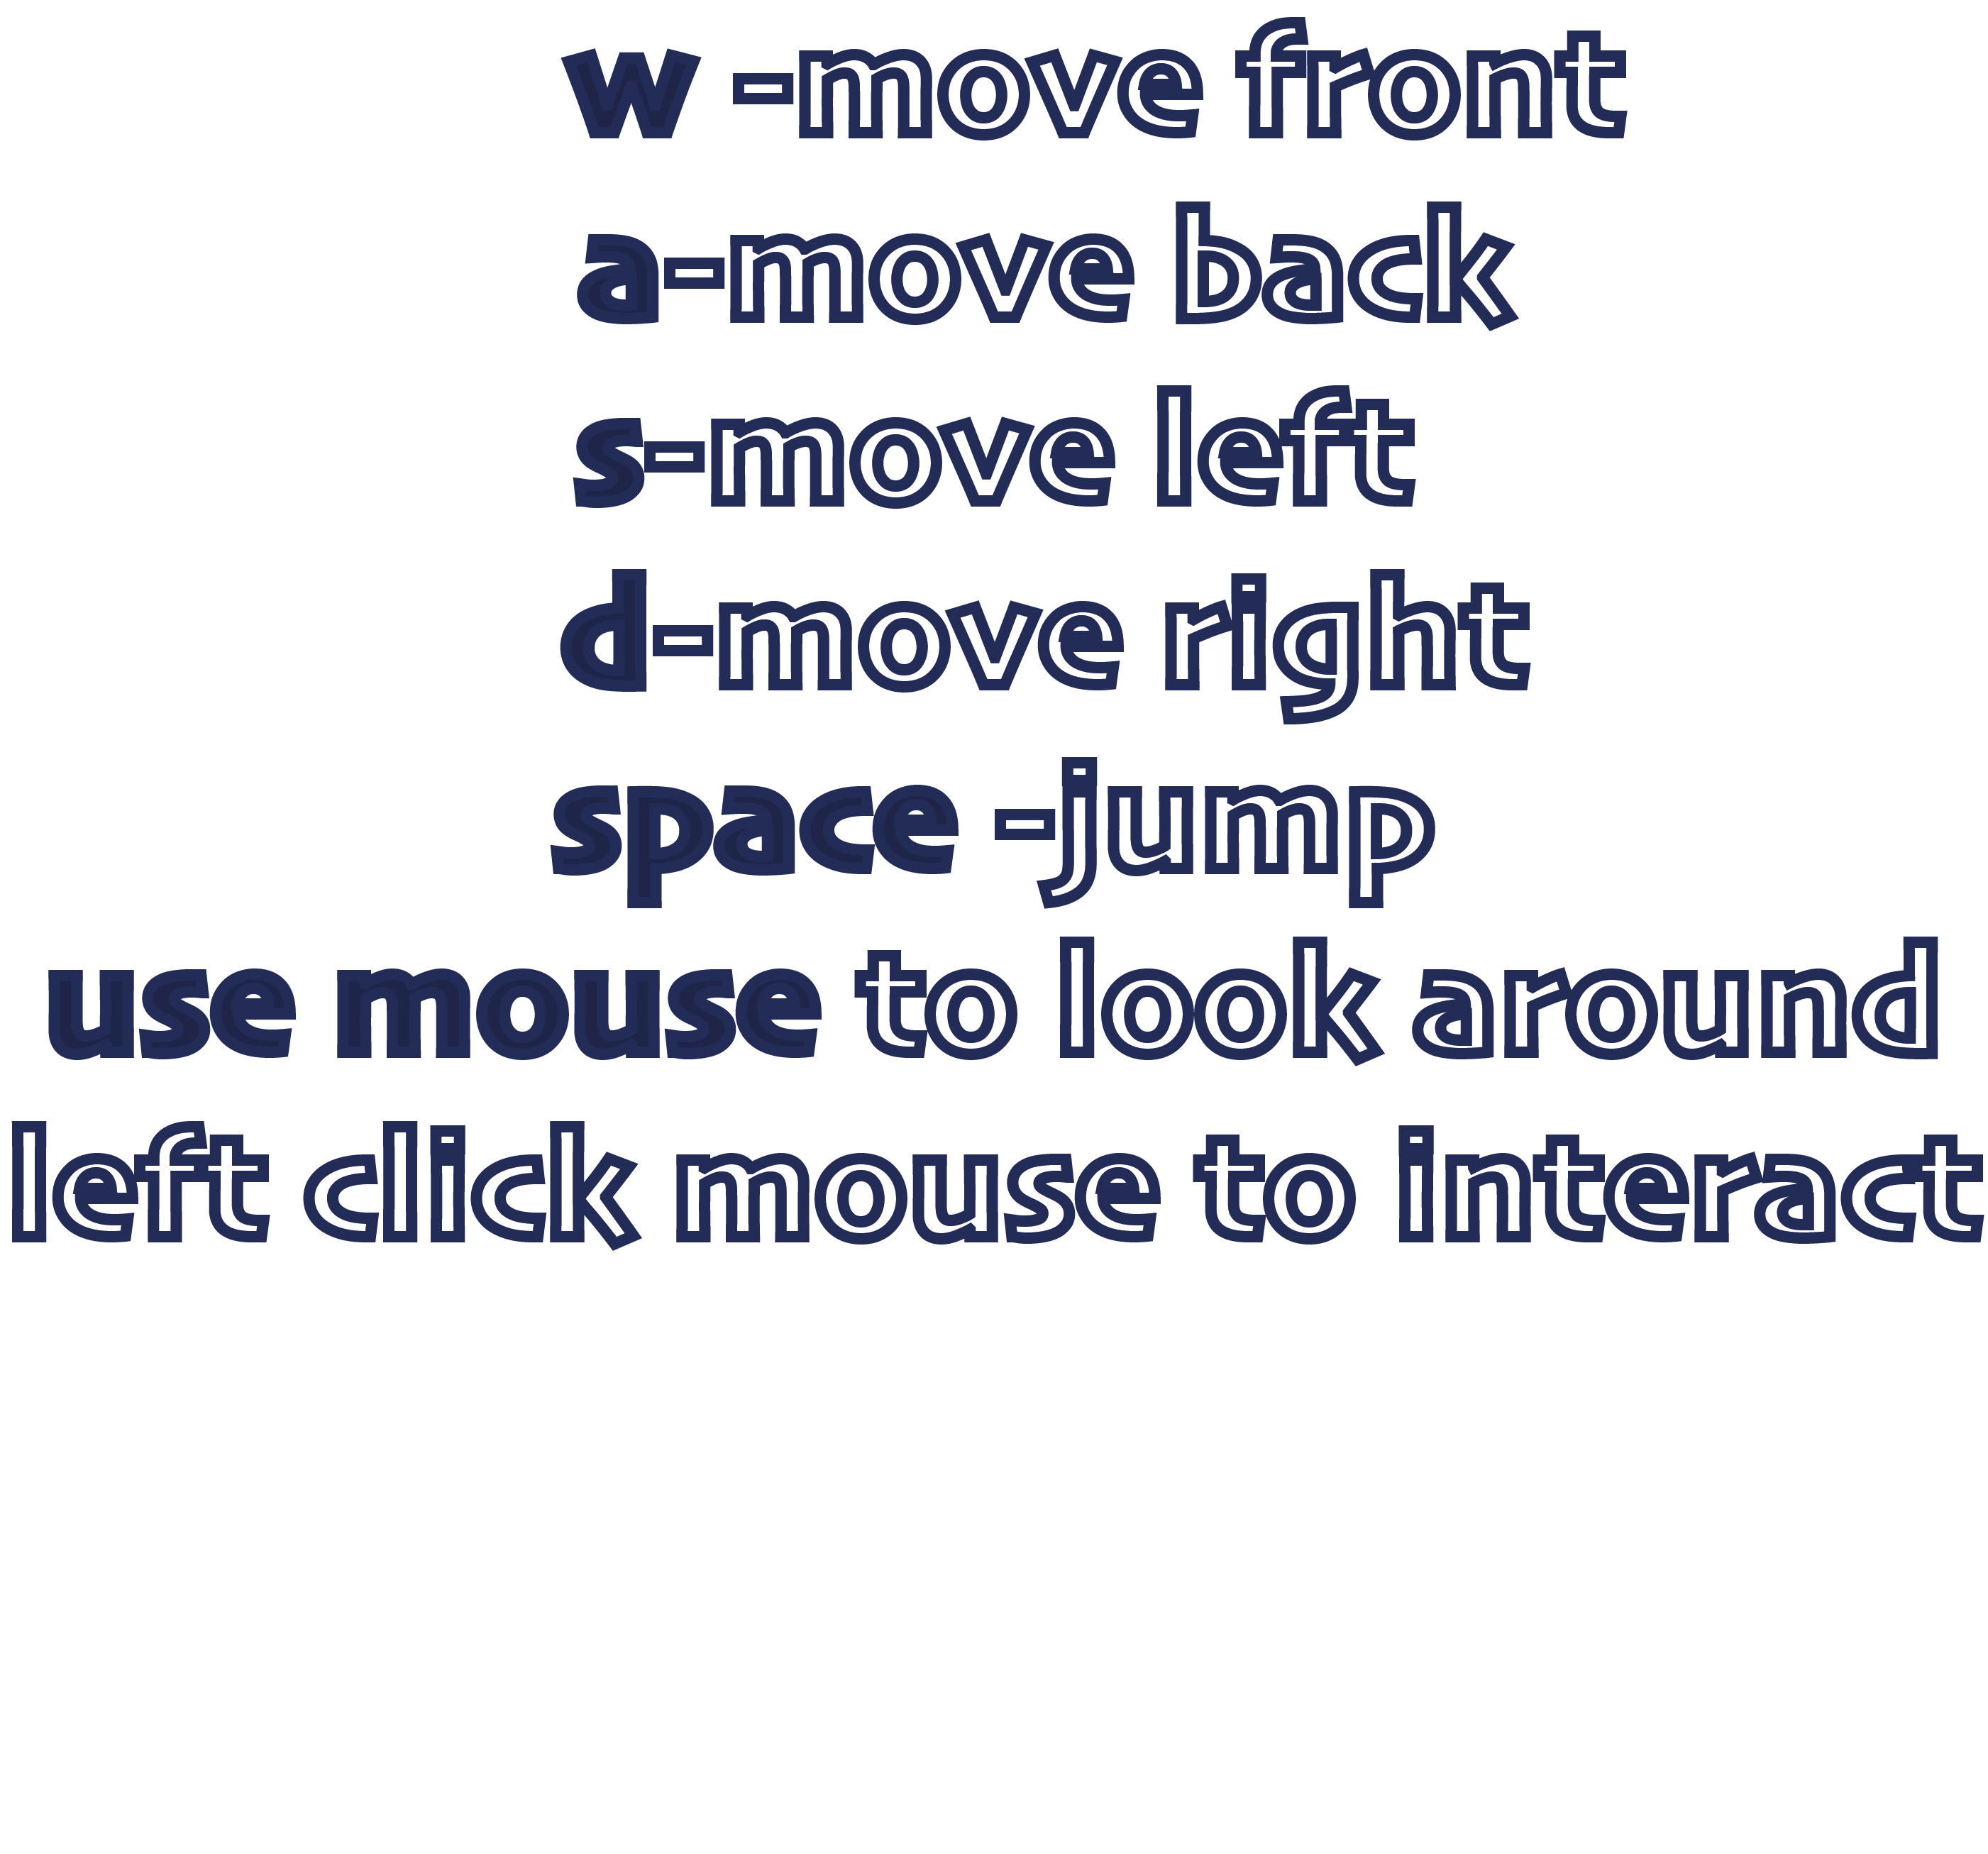 w -move front
a-move back
s-move left
d-move right
space -jump
use mouse to look around
left click mouse to interact